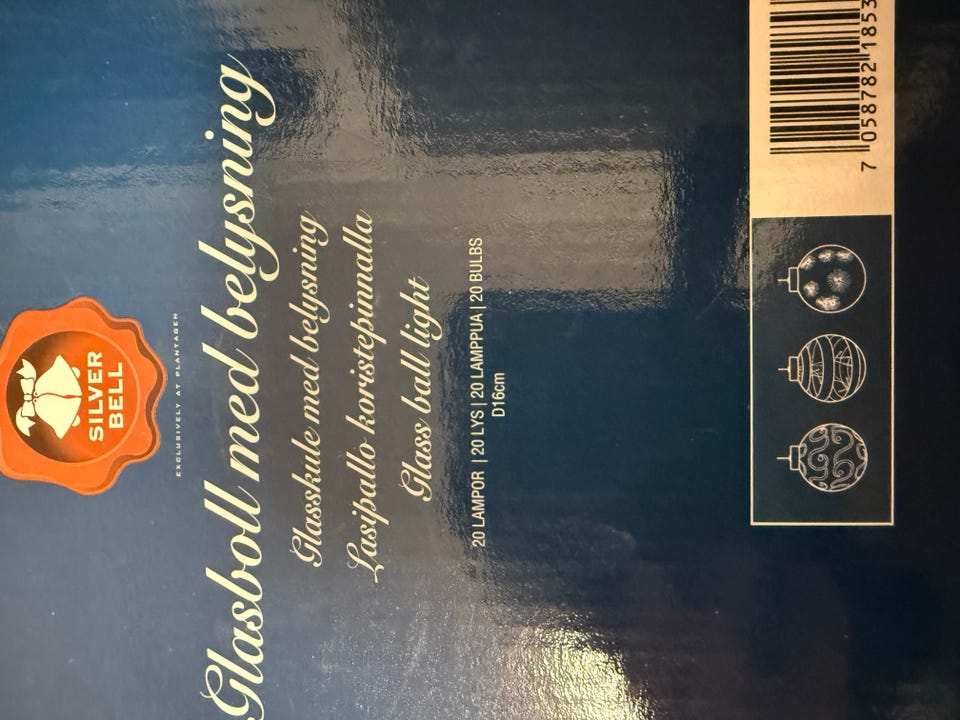 SILVER
BELL
EXCLUSIVELY AT PLANTAGEN
Glasboll med belysning
Glasskule med belysning
Lasipallo koristepinnalla
Glass ball light
20 LAMPOR | 20 LYS | 20 LAMPPUA | 20 BULBS
D16cm
7 058782 1853